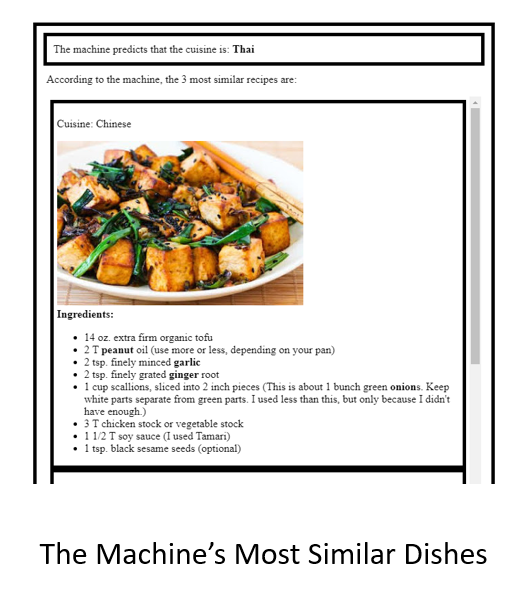 The machine predicts that the cuisine is: Thai
According to the machine, the 3 most similar recipes are:
Cuisine: Chinese
Ingredients:
• 14 oz. extra firm organic tofu
• 2 T peanut oil (use more or less, depending on your pan)
• 2 tsp. finely minced garlic
• 2 tsp. finely grated ginger root
• 1 cup scallions, sliced into 2 inch pieces (This is about 1 bunch green onions. Keep
white parts separate from green parts. I used less than this, but only because I didn't
have enough.)
• 3 T chicken stock or vegetable stock
• 1 1/2 T soy sauce (I used Tamari)
• 1 tsp. black sesame seeds (optional)
The Machine’s Most Similar Dishes